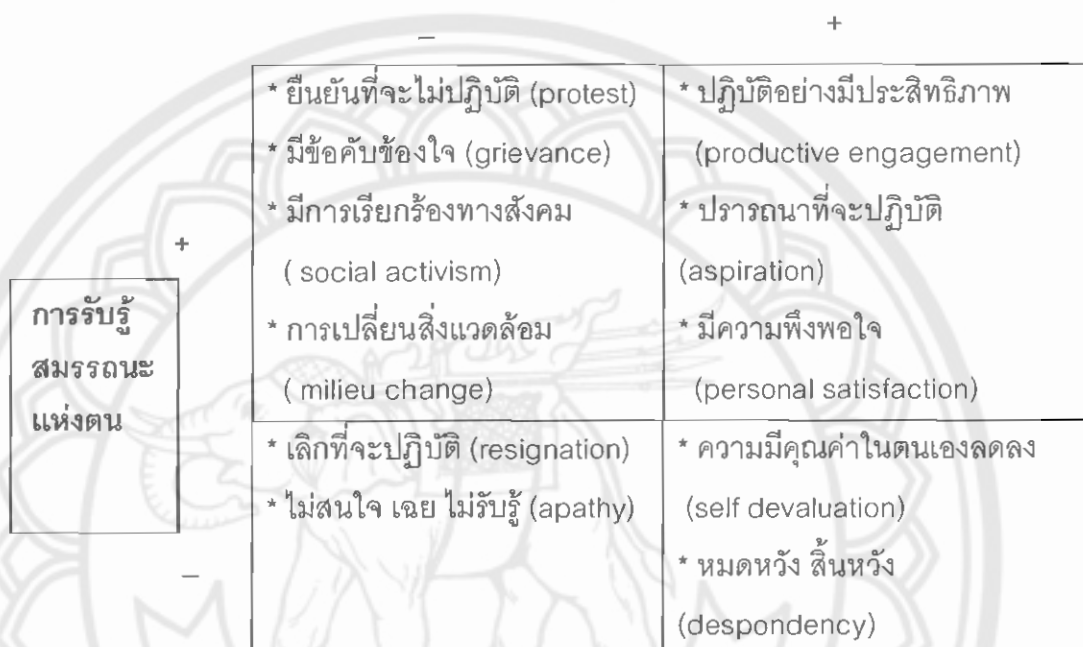 − +
* ยืนยันที่จะไม่ปฏิบัติ (protest)
* มีข้อคับข้องใจ (grievance)
* มีการเรียกร้องทางสังคม
( social activism)
* การเปลี่ยนสิ่งแวดล้อม
( milieu change)
* ปฏิบัติอย่างมีประสิทธิภาพ
(productive engagement)
* ปรารถนาที่จะปฏิบัติ
(aspiration)
* มีความพึงพอใจ
(personal satisfaction)
+
การรับรู้
สมรรถนะ
แห่งตน
−
* เลิกที่จะปฏิบัติ (resignation)
* ไม่สนใจ เฉย ไม่รับรู้ (apathy)
* ความมีคุณค่าในตนเองลดลง
(self devaluation)
* หมดหวัง สิ้นหวัง
(despondency)